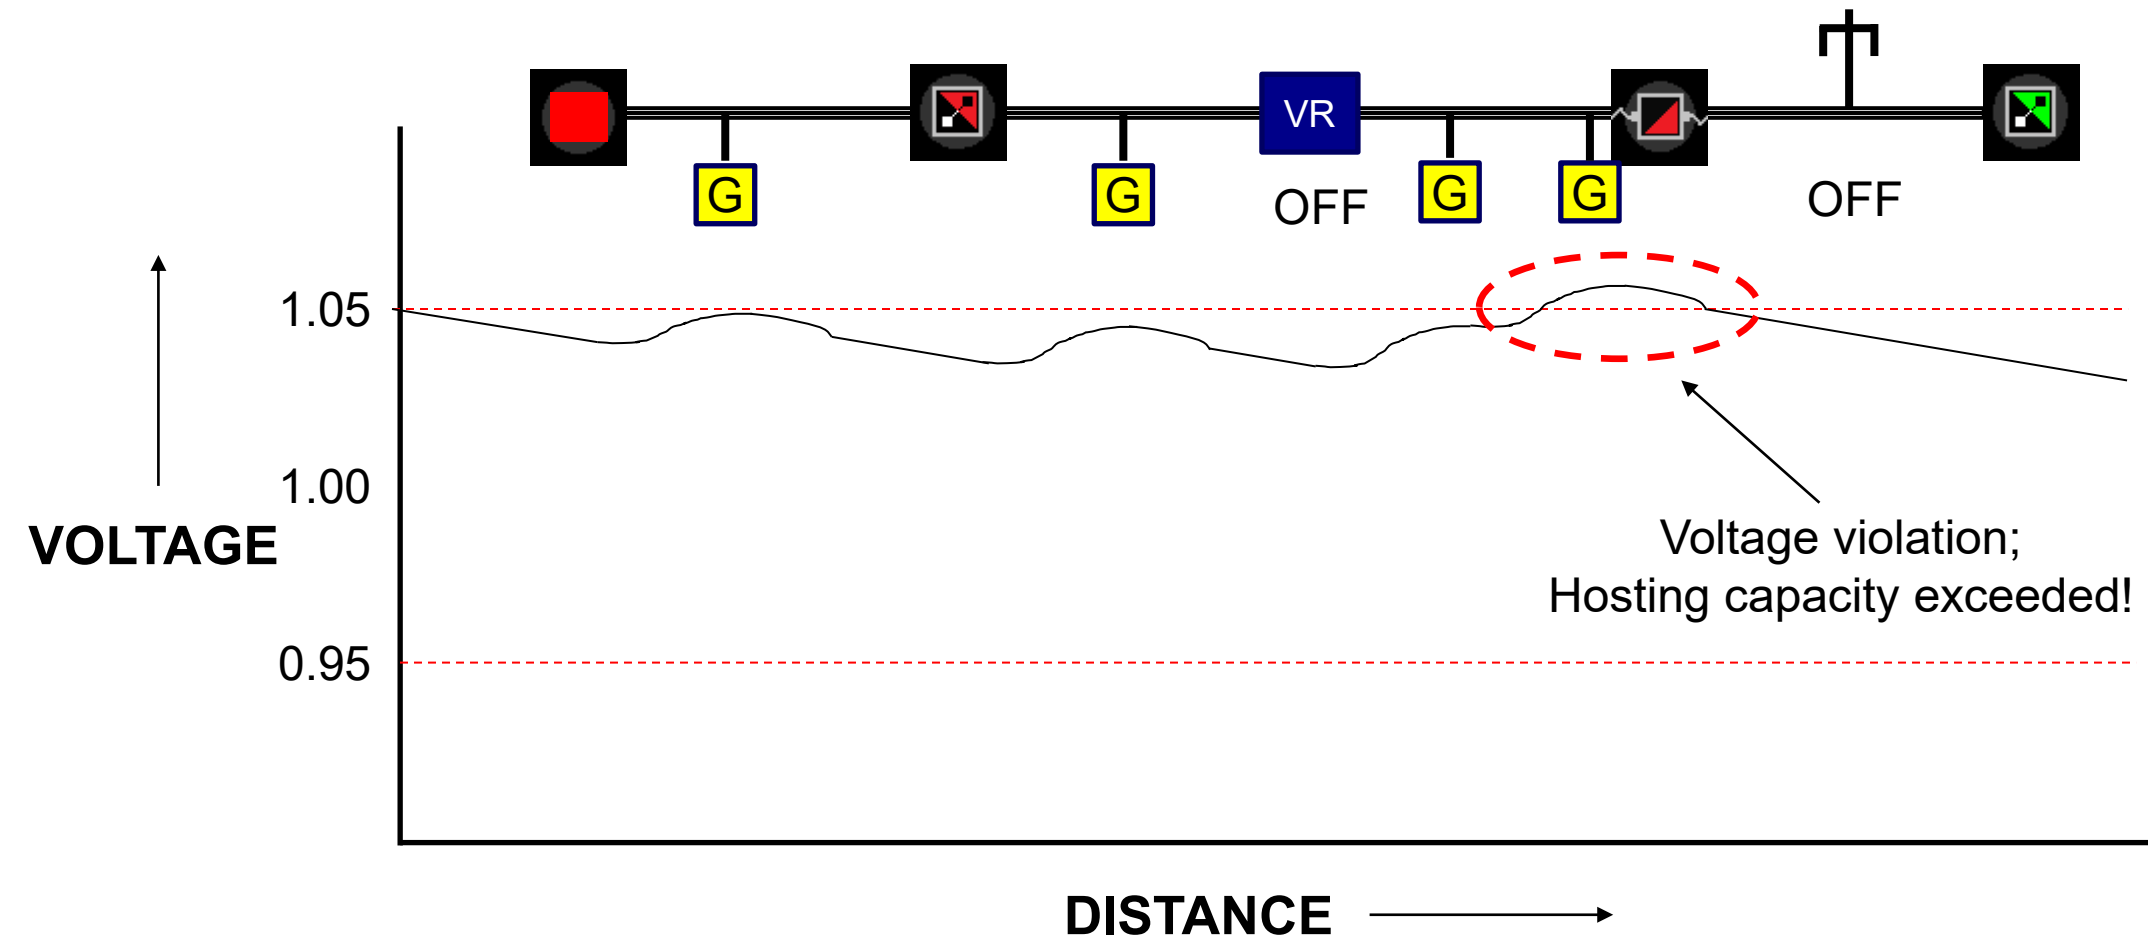 VR
G
G
G
G
OFF
OFF
1.05
1.00
VOLTAGE
Voltage violation;
Hosting capacity exceeded!
0.95
DISTANCE